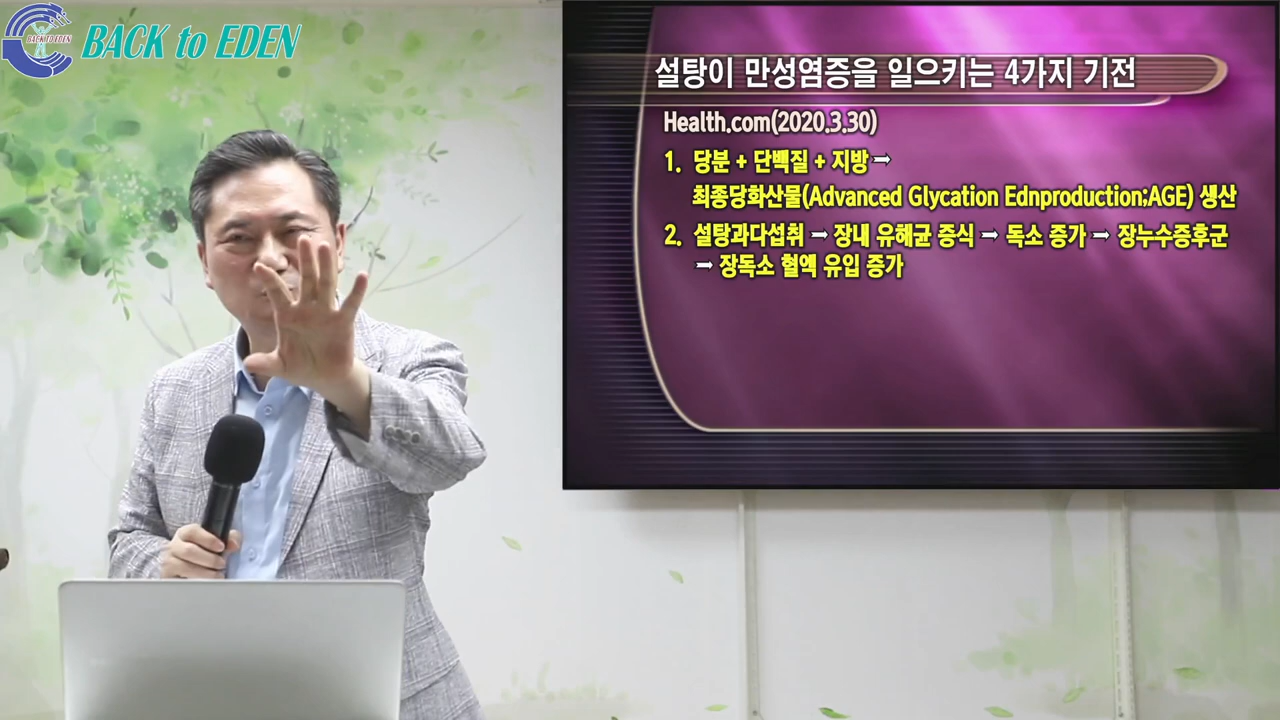 BACK TO EDEN
BACK to EDEN
설탕이 만성염증을 일으키는 4가지 기전
Health.com(2020.3.30)
1. 당분 + 단백질 + 지방 ➡
최종당화산물(Advanced Glycation Ednproduction;AGE) 생산
2. 설탕과다섭취 ➡ 장내 유해균 증식 ➡ 독소 증가 ➡ 장누수증후군
➡ 장독소 혈액 유입 증가